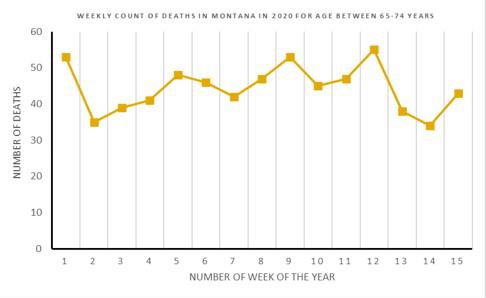 WEEKLY COUNT OF DEATHS IN MONTANA IN 2020 FOR AGE BETWEEN 65-74 YEARS
60
50
40
30
20
10
0
NUMBER OF DEATHS
1 2 3 4 5 6 7 8 9 10 11 12 13 14 15
NUMBER OF WEEK OF THE YEAR